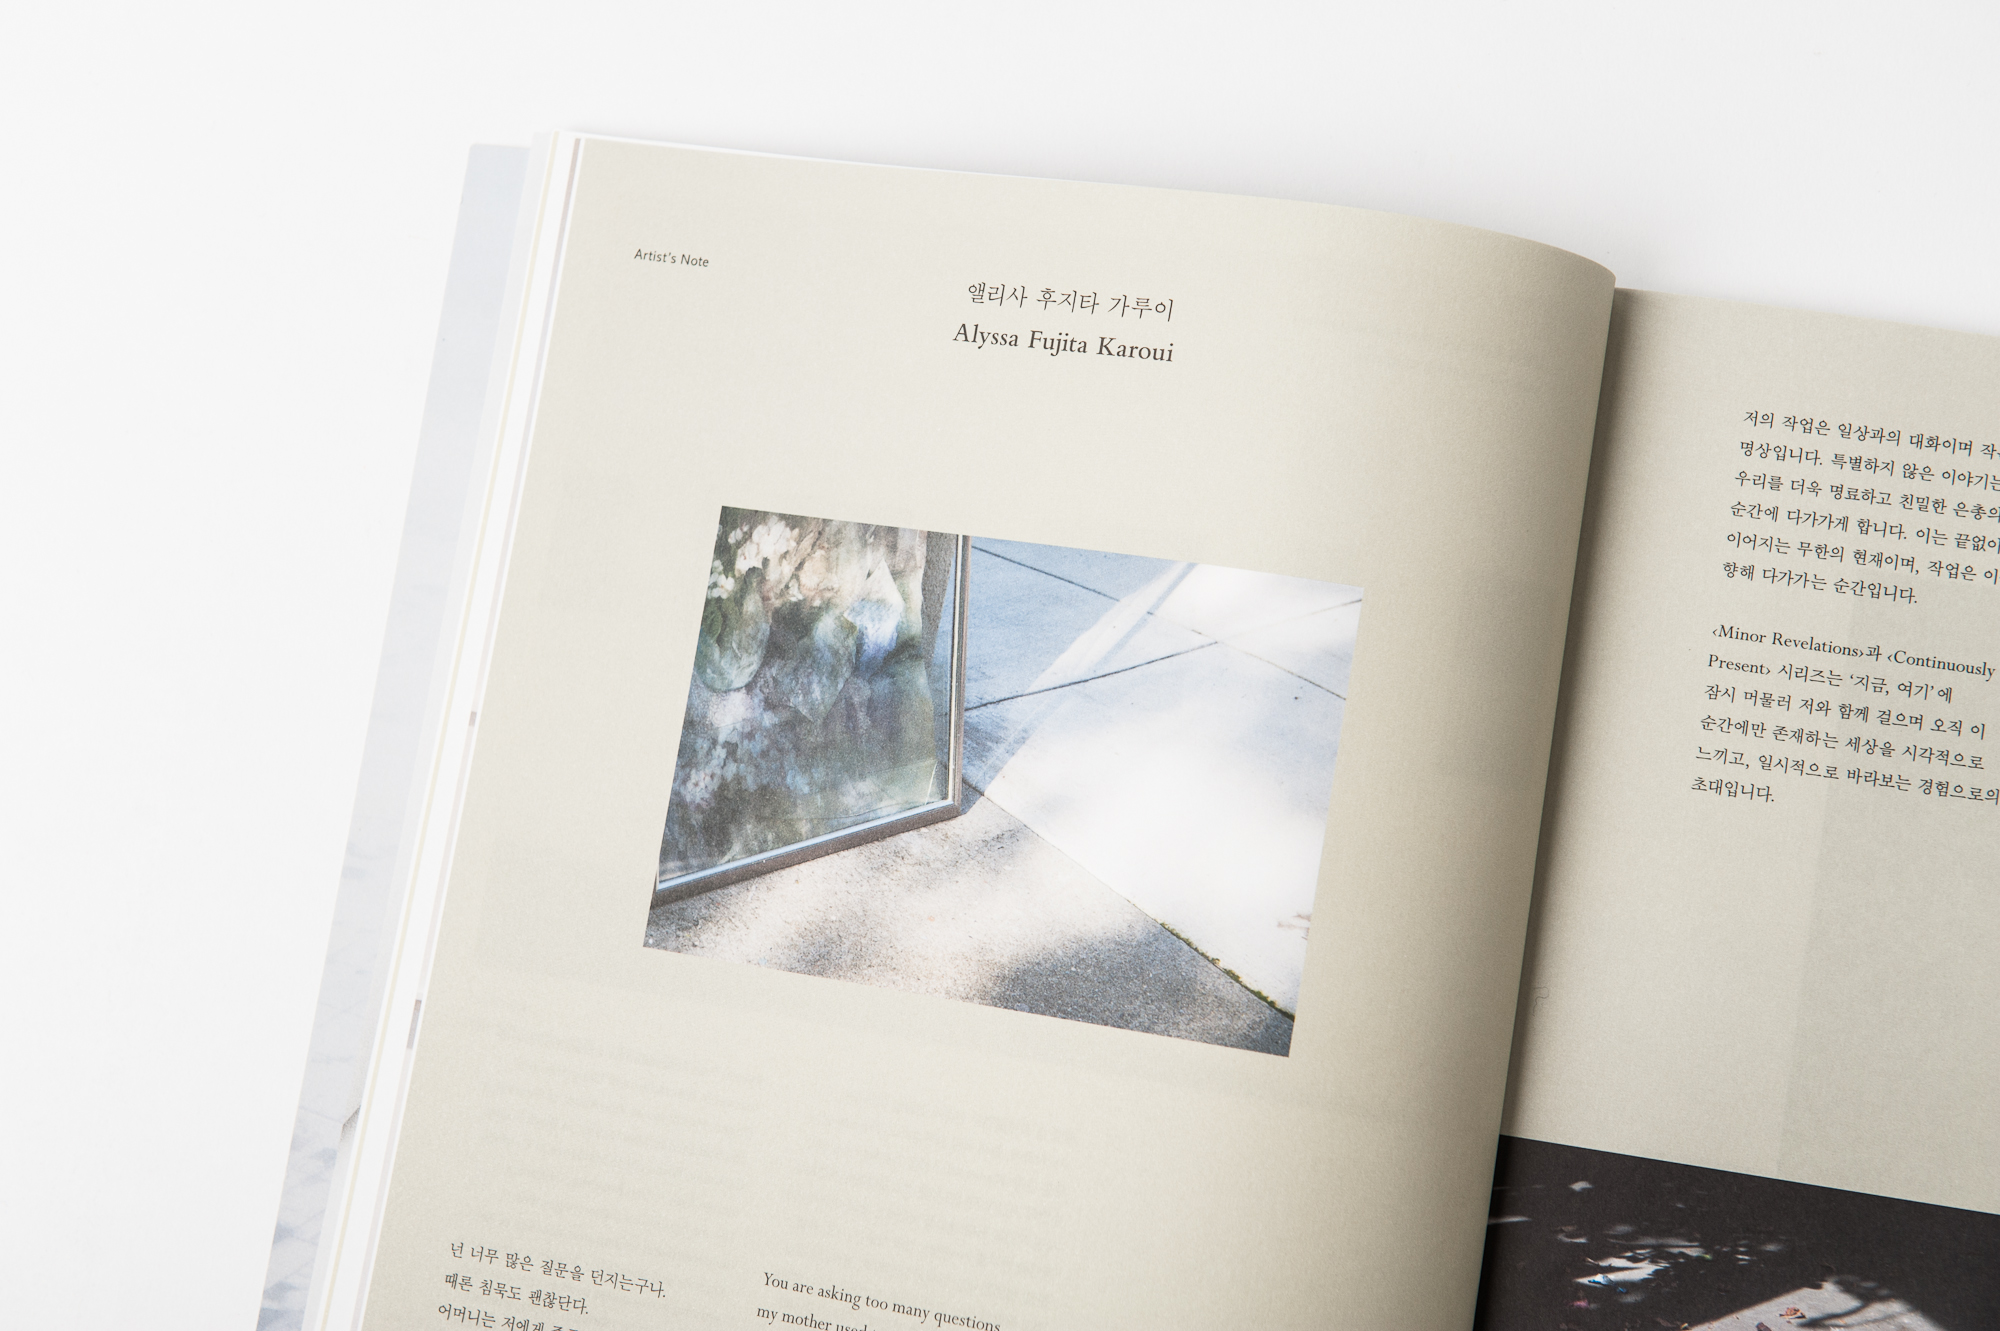 Artist's Note
앨리사 후지타 가루이
Alyssa Fujita Karoui
넌 너무 많은 질문을 던지는구나.
때론 침묵도 괜찮단다.
어머니는 저에게
You are asking too many questions
my mother used
저의 작업은 일상과의 대화이며
명상입니다. 특별하지 않은 이야기는
우리를 더욱 명료하고 친밀한 은총의
순간에 다가가게 합니다. 이는 끝없이
이어지는 무한의 현재이며, 작업은
향해 다가가는 순간입니다.
‹Minor Revelations›과 ‹Continuously
Present› 시리즈는 ‘지금, 여기’에
잠시 머물러 저와 함께 걸으며 오직 이
순간에만 존재하는 세상을 시각적으로
느끼고, 일시적으로 바라보는 경험으로의
초대입니다.